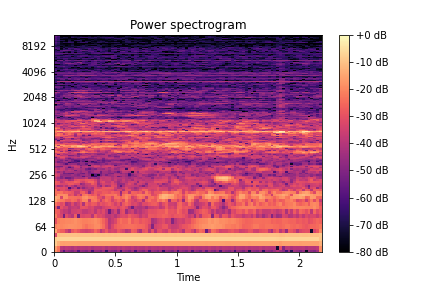 Power spectrogram
8192
4096
2048
1024
512
256
128
64
0
Hz
0 0.5 1 1.5 2
Time
+0 dB
-10 dB
-20 dB
-30 dB
-40 dB
-50 dB
-60 dB
-70 dB
-80 dB